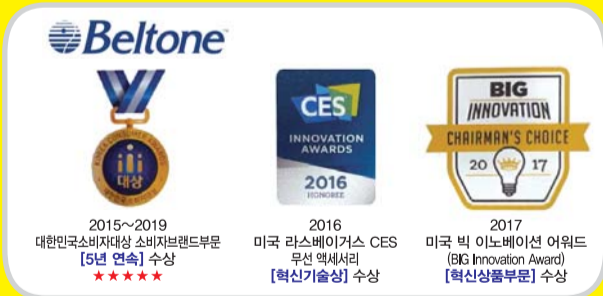 Beltone
대상
2015~2019
대한민국소비자대상 소비자브랜드부문
[5년 연속] 수상
★★★★★
CES
INNOVATION
AWARDS
2016
HONOREE
2016
미국 라스베이거스 CES
무선 액세서리
[혁신기술상] 수상
BIG
INNOVATION
CHAIRMAN'S CHOICE
20 17
2017
미국 빅 이노베이션 어워드
(BIG Innovation Award)
[혁신상품부문] 수상